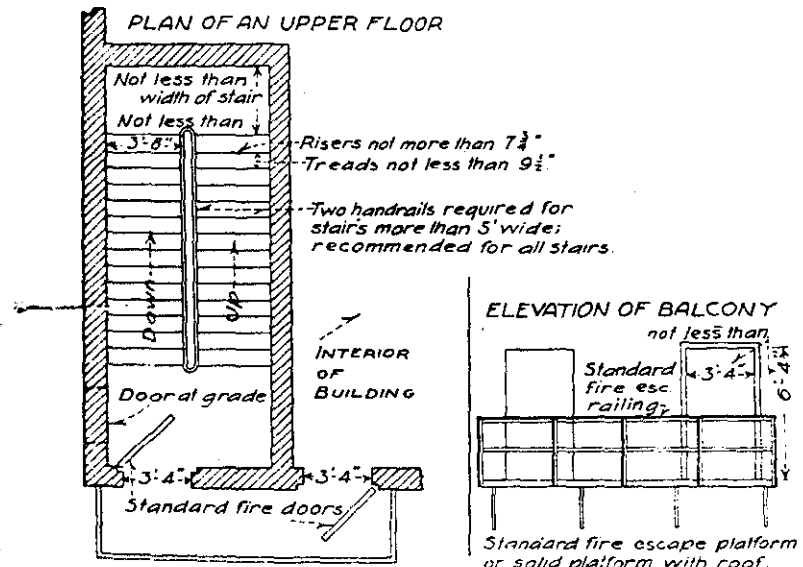 PLAN OF AN UPPER FLOOR
Not less than
width of stair
Not less than
3'-8"
Risers not more than 7 3/4"
Treads not less than 9 1/2"
Two handrails required for
stairs more than 5' wide;
recommended for all stairs.
Down
Up
INTERIOR
OF
BUILDING
Door at grade
3'-4"
3'-4"
Standard fire doors
ELEVATION OF BALCONY
not less than
Standard
fire esc.
railing
3'-4"
6'-4"
Standard fire escape platform
or solid platform with roof.